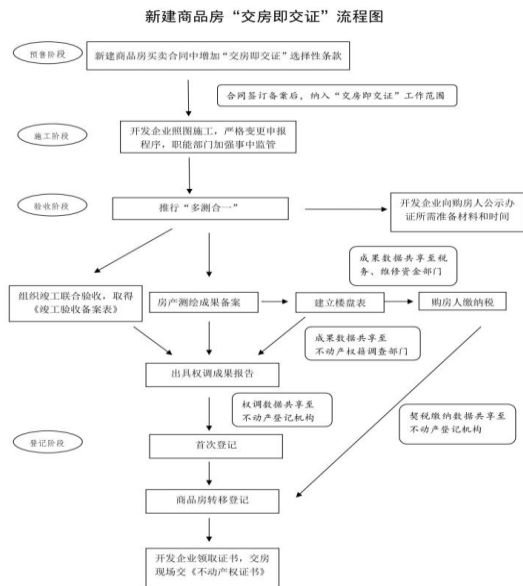 新建商品房“交房即交证”流程图
预售阶段
新建商品房买卖合同中增加“交房即交证”选择性条款
合同签订备案后，纳入“交房即交证”工作范围
施工阶段
开发企业照图施工，严格变更申报
程序，职能部门加强事中监管
验收阶段
推行“多测合一”
开发企业向购房人公示办
证所需准备材料和时间
成果数据共享至税
务、维修资金部门
组织竣工联合验收，取得
《竣工验收备案表》
房产测绘成果备案
建立楼盘表
购房人缴纳税
成果数据共享至
不动产权籍调查部门
出具权调成果报告
权调数据共享至
不动产登记机构
契税缴纳数据共享至
不动产登记机构
登记阶段
首次登记
商品房转移登记
开发企业领取证书，交房
现场交《不动产权证书》